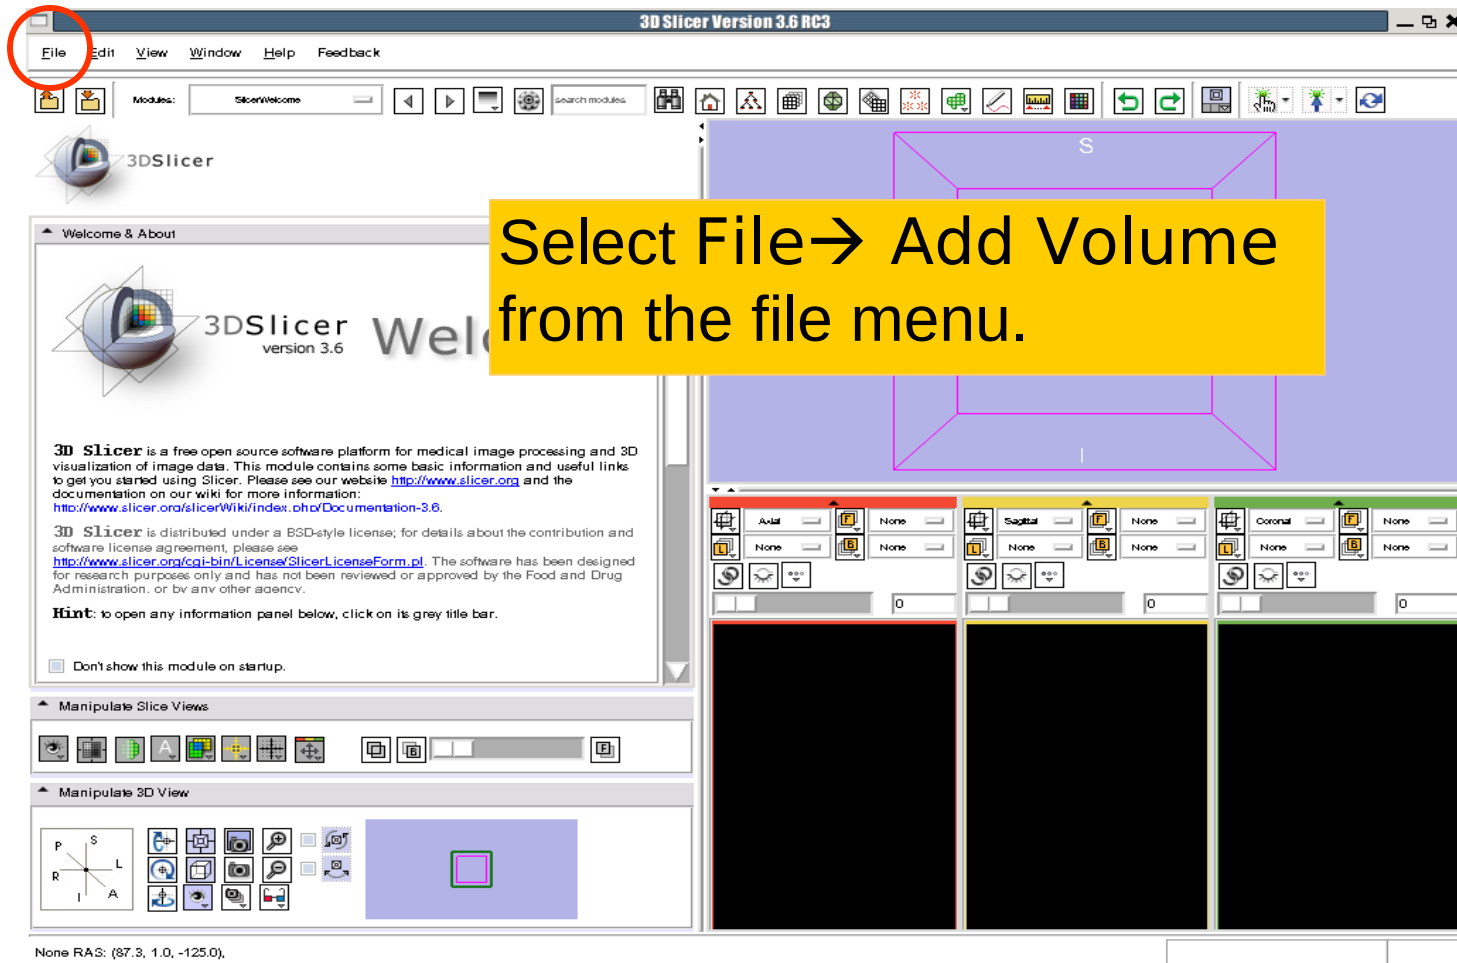 3D Slicer Version 3.6 RC3
File Edit View Window Help Feedback
Modules: SlicerWelcome search modules
3DSlicer
S
Welcome & About
Select File→ Add Volume
from the file menu.
3DSlicer
version 3.6
Wel
3D Slicer is a free open source software platform for medical image processing and 3D
visualization of image data. This module contains some basic information and useful links
to get you started using Slicer. Please see our website http://www.slicer.org and the
documentation on our wiki for more information:
http://www.slicer.org/slicerWiki/index.php/Documentation-3.6.
3D Slicer is distributed under a BSD-style license; for details about the contribution and
software license agreement, please see
http://www.slicer.org/cgi-bin/License/SlicerLicenseForm.pl. The software has been designed
for research purposes only and has not been reviewed or approved by the Food and Drug
Administration, or by any other agency.
Hint: to open any information panel below, click on its grey title bar.
Don't show this module on startup.
I
Axial F None Sagittal F None Coronal F None
L None B None L None B None L None B None
0 0 0
Manipulate Slice Views
A B F
Manipulate 3D View
P S
L
R
I A
None RAS: (87.3, 1.0, -125.0),